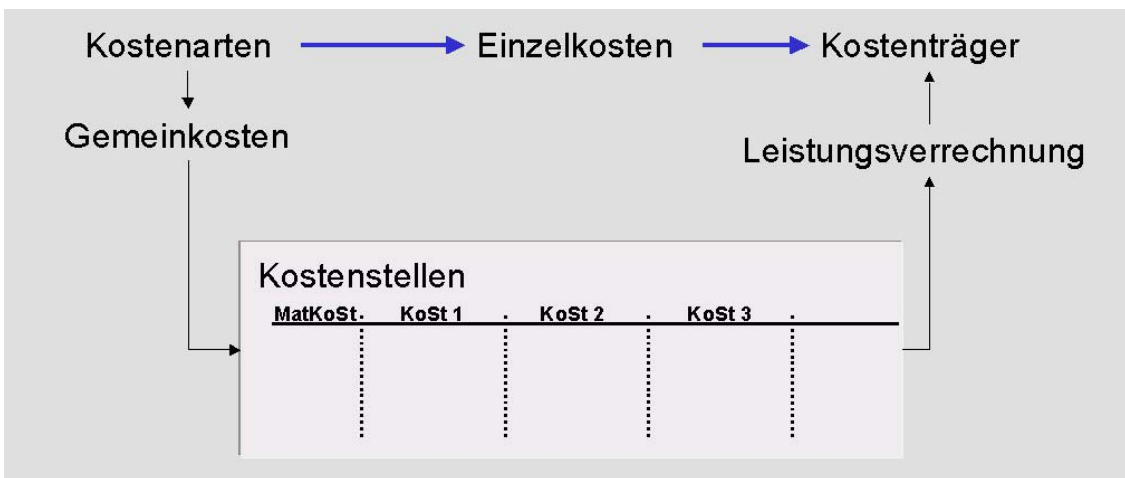 Kostenarten Einzelkosten Kostenträger
Gemeinkosten
Leistungsverrechnung
Kostenstellen
MatKoSt. KoSt 1 . KoSt 2 . KoSt 3 .